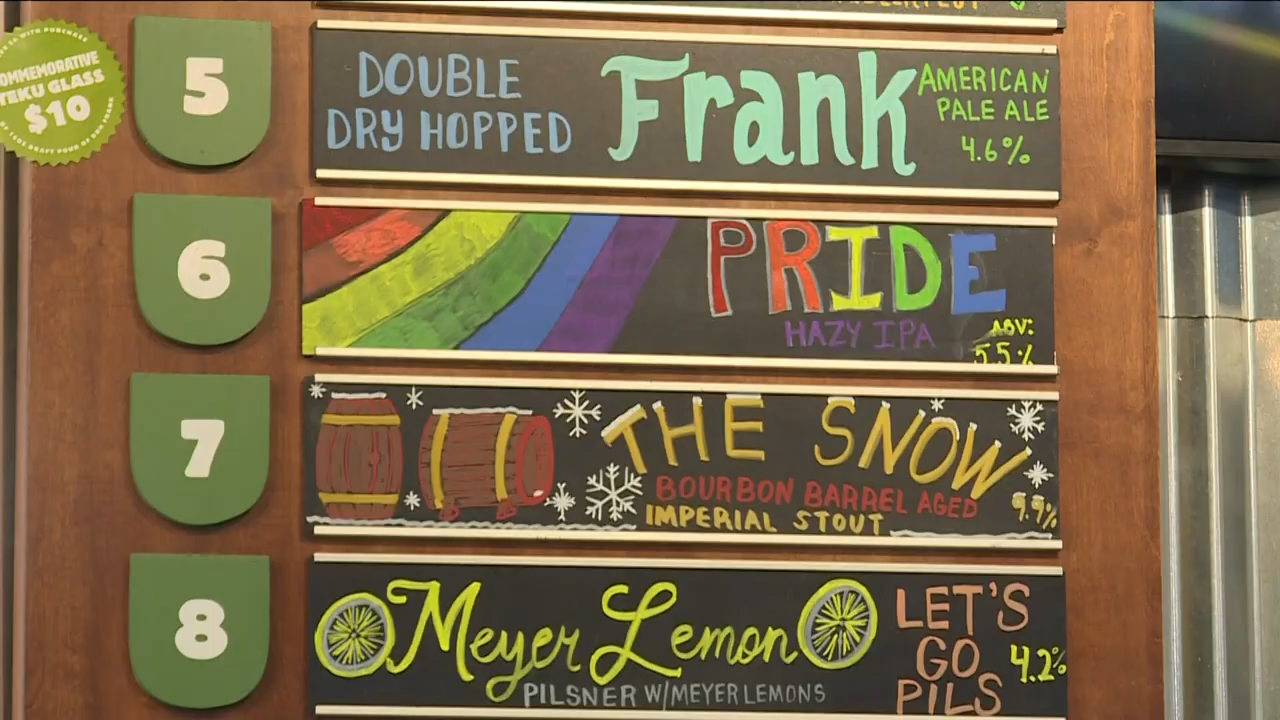 COMMEMORATIVE
TEKU GLASS
$10
5
DOUBLE
DRY HOPPED
Frank
AMERICAN
PALE ALE
4.6%
6
PRIDE
HAZY IPA
ABV:
5.5%
7
THE SNOW
BOURBON BARREL AGED
IMPERIAL STOUT
9.9%
8
Meyer Lemon
PILSNER W/MEYER LEMONS
LET'S
GO
PILS
4.2%